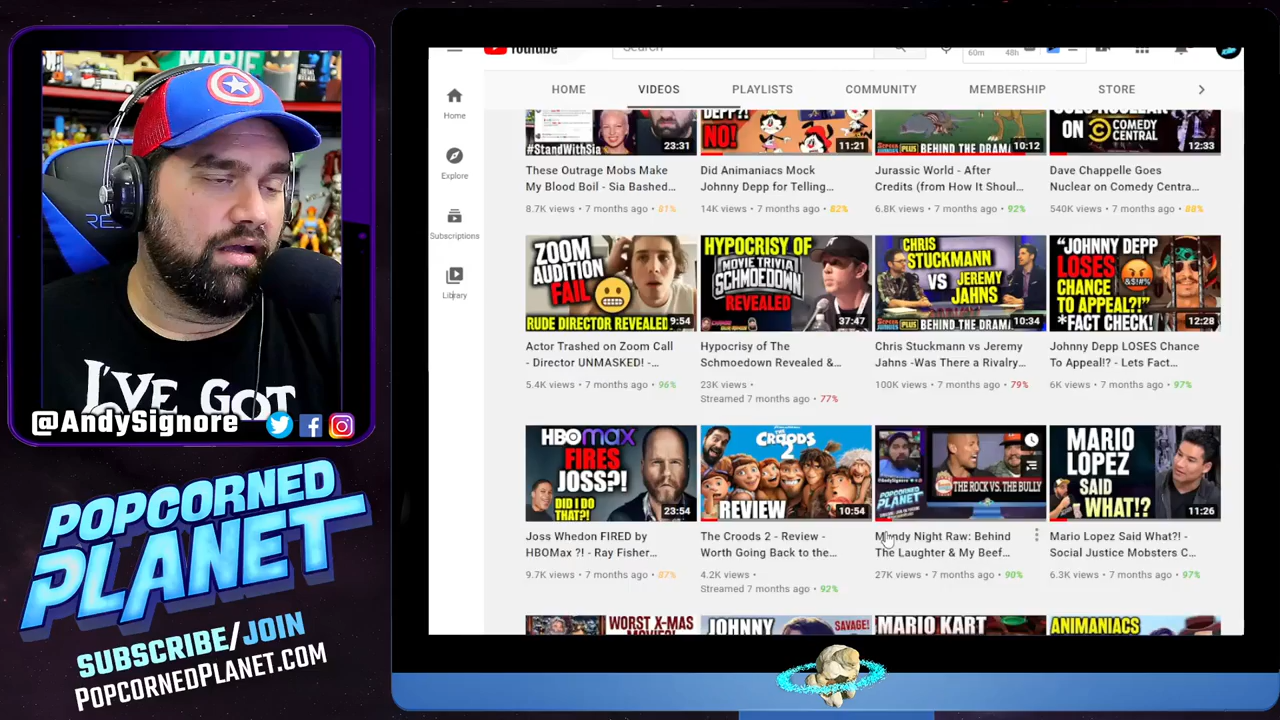 MARIE
I'VE GOT
@AndySignore
POPCORNED
PLANET
SUBSCRIBE/JOIN
POPCORNEDPLANET.COM
YouTube
Search
60m
48h
HOME
VIDEOS
PLAYLISTS
COMMUNITY
MEMBERSHIP
STORE
Home
Explore
Subscriptions
Library
#StandWithSia
23:31
These Outrage Mobs Make
My Blood Boil - Sia Bashed...
8.7K views • 7 months ago • 81%
DEPP?!
NO!
11:21
Did Animaniacs Mock
Johnny Depp for Telling...
14K views • 7 months ago • 82%
PLUS BEHIND THE DRAMA
10:12
Jurassic World - After
Credits (from How It Shoul...
6.8K views • 7 months ago • 92%
ON COMEDY CENTRAL
12:33
Dave Chappelle Goes
Nuclear on Comedy Centra...
540K views • 7 months ago • 88%
ZOOM
AUDITION
FAIL
RUDE DIRECTOR REVEALED
9:54
Actor Trashed on Zoom Call
- Director UNMASKED! -...
5.4K views • 7 months ago • 96%
HYPOCRISY OF
MOVIE TRIVIA
SCHMOEDOWN
REVEALED
37:47
Hypocrisy of The
Schmoedown Revealed &...
23K views •
Streamed 7 months ago • 77%
CHRIS
STUCKMANN
VS JEREMY
JAHNS
PLUS BEHIND THE DRAMA
10:34
Chris Stuckmann vs Jeremy
Jahns -Was There a Rivalry...
100K views • 7 months ago • 79%
"JOHNNY DEPP
LOSES
CHANCE
TO APPEAL?!"
*FACT CHECK!
12:28
Johnny Depp LOSES Chance
To Appeal!? - Lets Fact...
6K views • 7 months ago • 97%
HBOMAX
FIRES
JOSS?!
DID I DO
THAT?!
23:54
Joss Whedon FIRED by
HBOMax ?! - Ray Fisher...
9.7K views • 7 months ago • 87%
THE CROODS 2
REVIEW
10:54
The Croods 2 - Review -
Worth Going Back to the...
4.2K views •
Streamed 7 months ago • 92%
@AndySignore
POPCORNED
PLANET
THE ROCK VS. THE BULLY
Mundy Night Raw: Behind
The Laughter & My Beef...
27K views • 7 months ago • 90%
MARIO
LOPEZ
SAID
WHAT!?
11:26
Mario Lopez Said What?! -
Social Justice Mobsters C...
6.3K views • 7 months ago • 97%
WORST X-MAS
JOHNNY
SAVAGE!
MARIO KART
ANIMANIACS